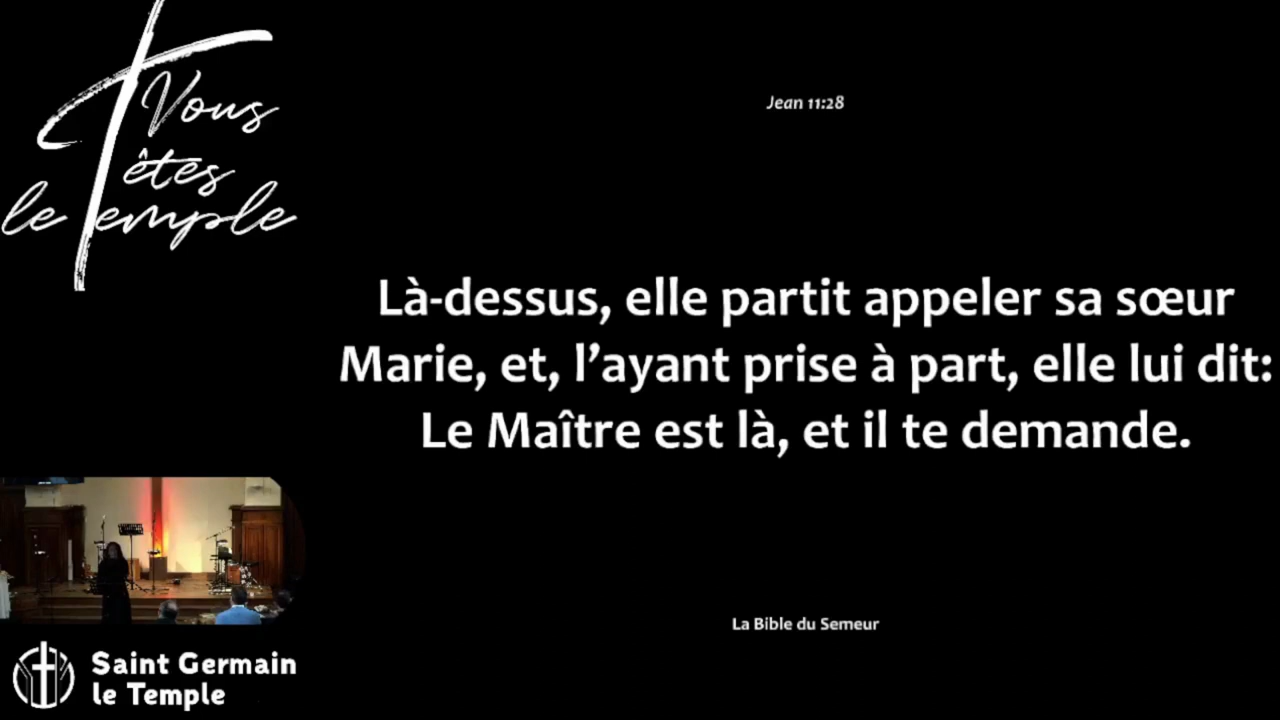 Vous
êtes
le Temple
Jean 11:28
Là-dessus, elle partit appeler sa sœur
Marie, et, l’ayant prise à part, elle lui dit:
Le Maître est là, et il te demande.
La Bible du Semeur
Saint Germain
le Temple